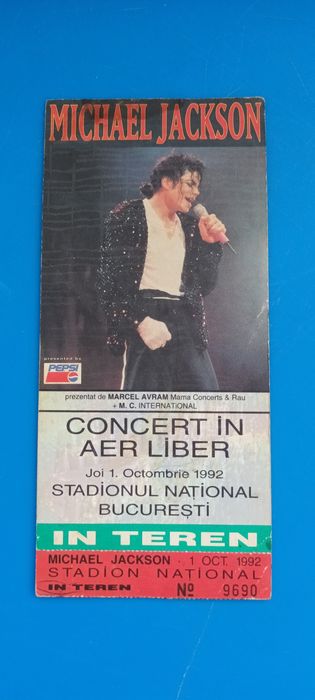 MICHAEL JACKSON
presented by
PEPSI
prezentat de MARCEL AVRAM Mama Concerts & Rau
+ M. C. INTERNATIONAL
CONCERT ÎN
AER LIBER
Joi 1. Octombrie 1992
STADIONUL NAȚIONAL
BUCUREȘTI
IN TEREN
MICHAEL JACKSON · 1 OCT. 1992
STADION NATIONAL
IN TEREN Nº 9690